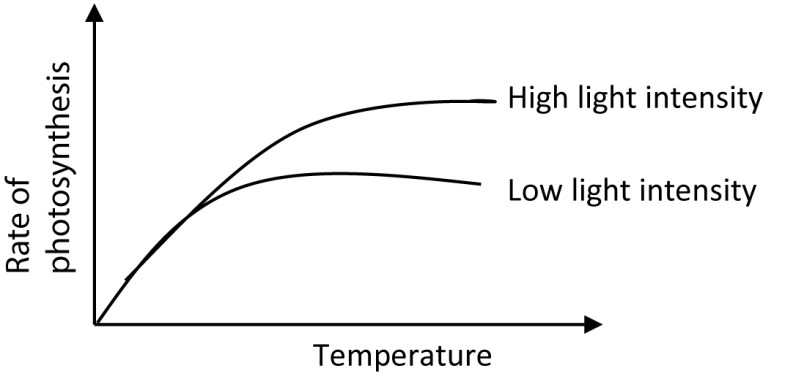 Rate of
photosynthesis
High light intensity
Low light intensity
Temperature